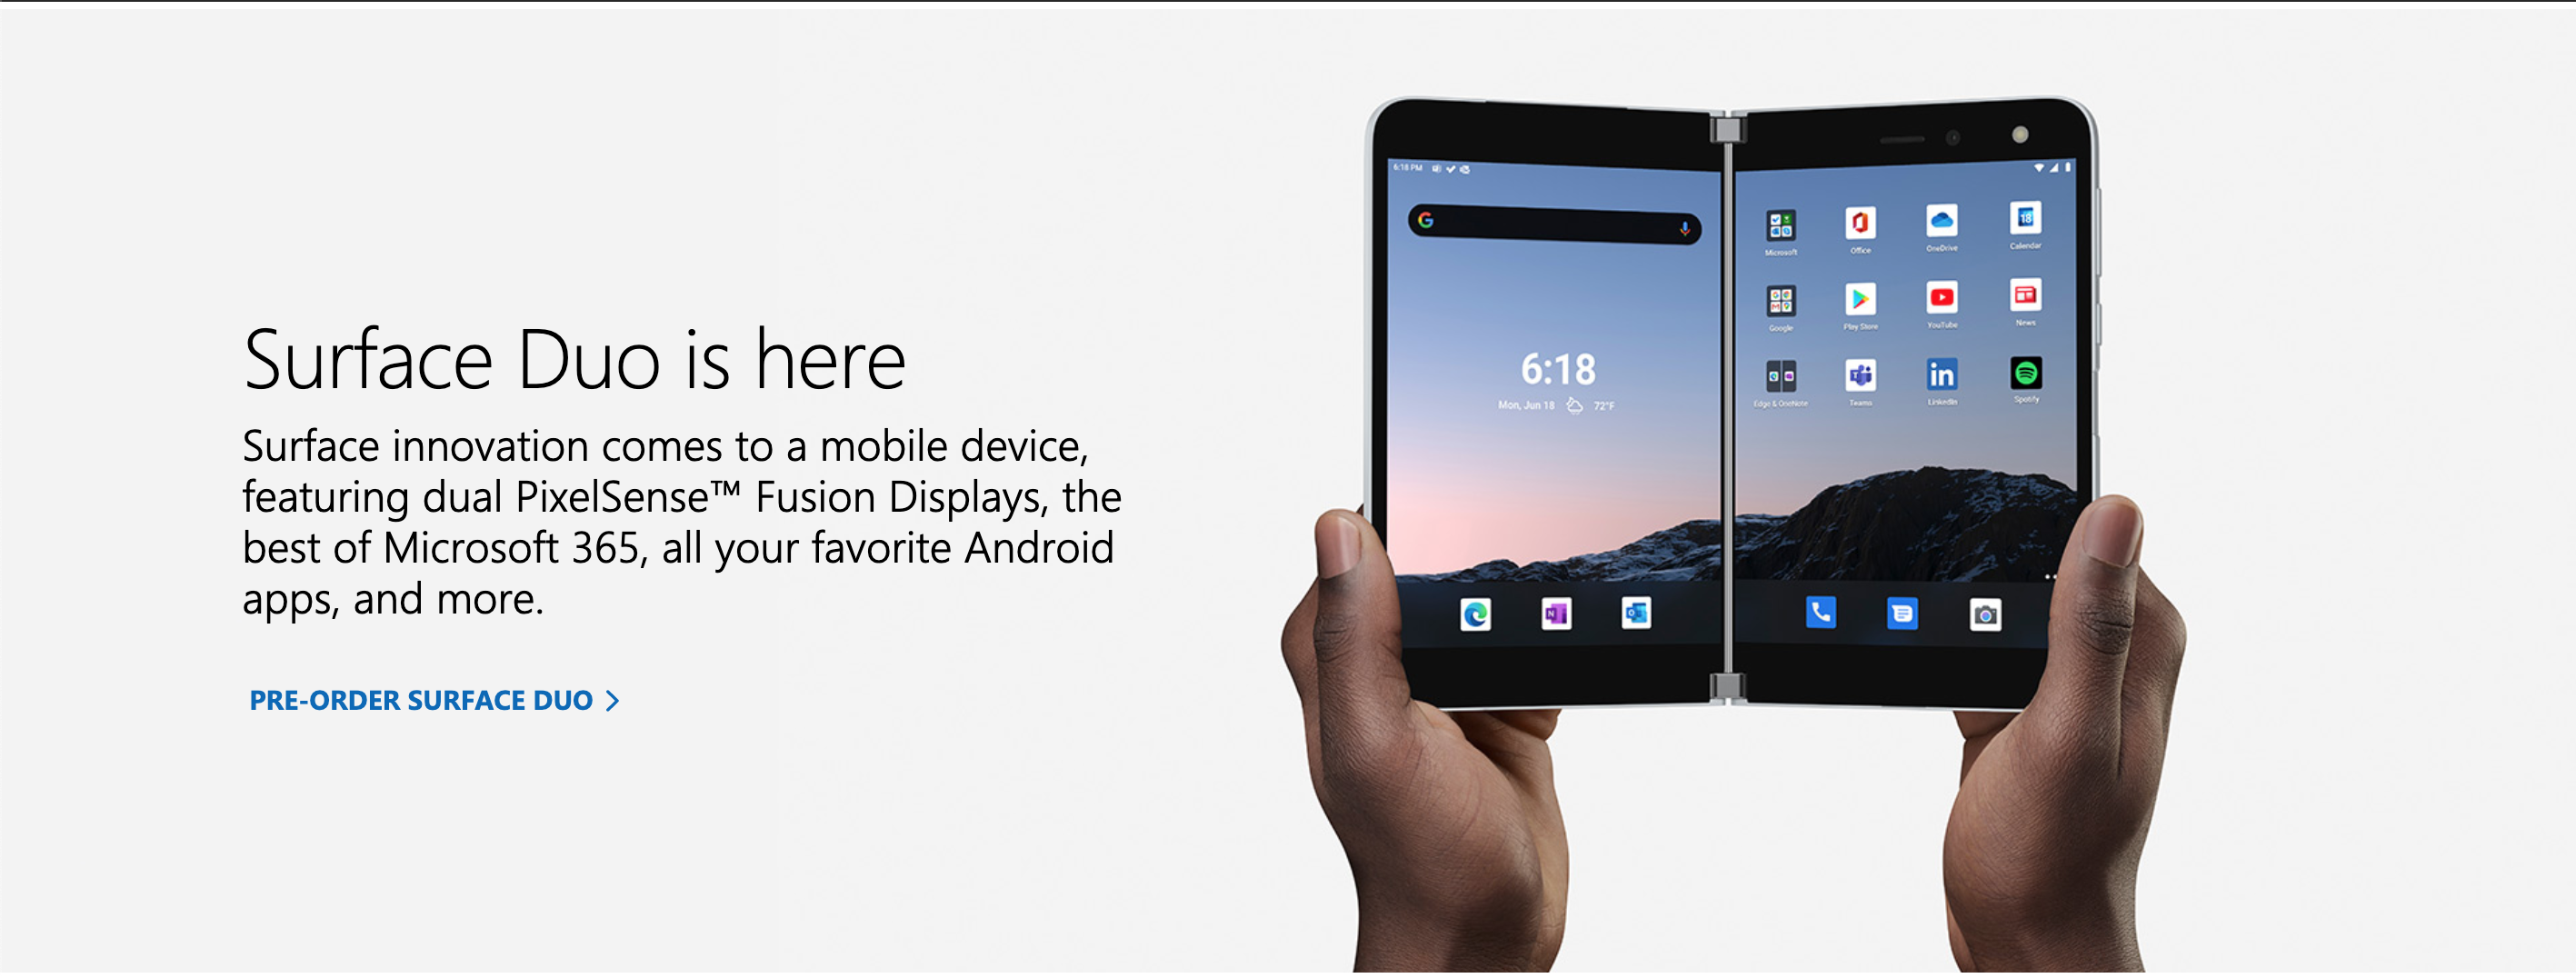 Surface Duo is here
Surface innovation comes to a mobile device,
featuring dual PixelSense™ Fusion Displays, the
best of Microsoft 365, all your favorite Android
apps, and more.
PRE-ORDER SURFACE DUO
6:18 PM
6:18
Mon, Jun 18 72°F
Microsoft Office OneDrive 18 Calendar
Google Play Store YouTube News
Edge & OneNote Teams in LinkedIn Spotify